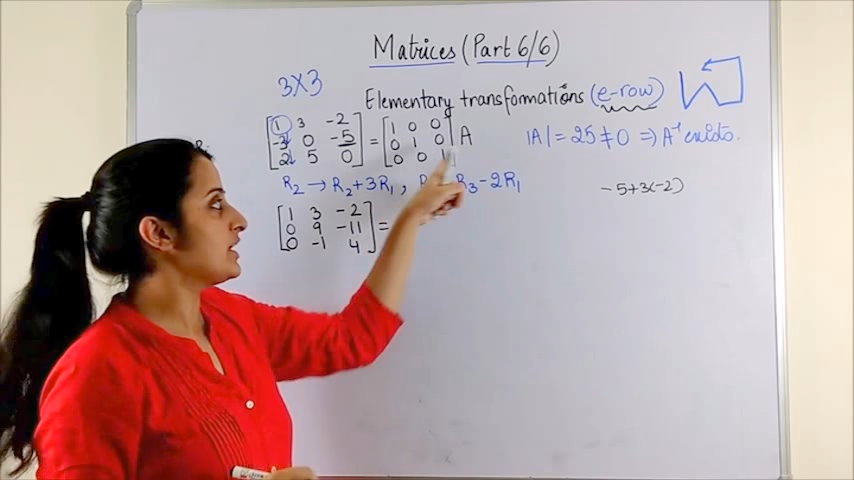 Matrices (Part 6/6)
3X3
Elementary transformations (e-row)
[1 3 -2] = [1 0 0] A
[-3 0 -5] [0 1 0]
[2 5 0] [0 0 1]
|A| = 25 ≠ 0 ⇒ A⁻¹ exists.
R₂ → R₂+3R₁, R₃-2R₁
-5+3(-2)
[1 3 -2] =
[0 9 -11]
[0 -1 4]